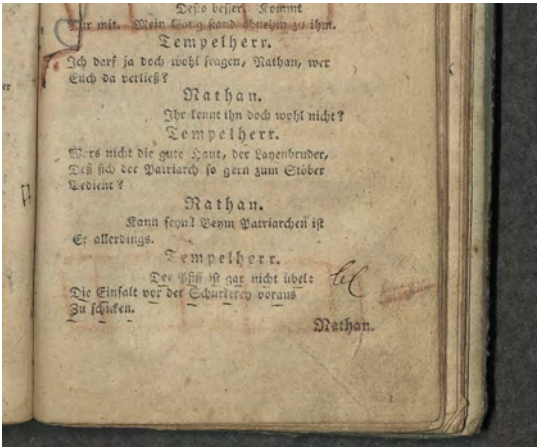 Desto besser. Kommt
Nur mit. Mein Weg stand ohnehin zu ihm.
Tempelherr.
Ich darf ja doch wohl fragen, Nathan, wer
Euch da verließ?
Nathan.
Ihr kennt ihn doch wohl nicht?
Tempelherr.
Wars nicht die gute Haut, der Layenbruder,
Deß sich der Patriarch so gern zum Stöber
Bedient?
Nathan.
Kann seyn! Beym Patriarchen ist
Er allerdings.
Tempelherr.
Der Pfiff ist gar nicht übel:
Die Einfalt vor der Schurkerey voraus
Zu schicken.
Nathan.